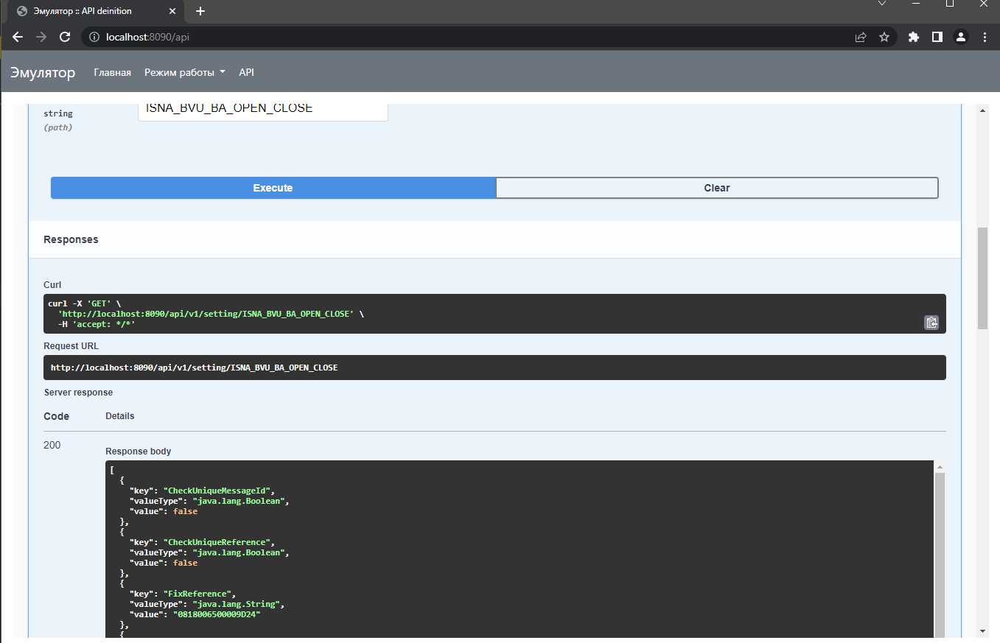 Эмулятор :: API deinition
localhost:8090/api
Эмулятор Главная Режим работы API
string ISNA_BVU_BA_OPEN_CLOSE
(path)
Execute Clear
Responses
Curl
curl -X 'GET' \
'http://localhost:8090/api/v1/setting/ISNA_BVU_BA_OPEN_CLOSE' \
-H 'accept: */*'
Request URL
http://localhost:8090/api/v1/setting/ISNA_BVU_BA_OPEN_CLOSE
Server response
Code Details
200
Response body
[
{
"key": "CheckUniqueMessageId",
"valueType": "java.lang.Boolean",
"value": false
},
{
"key": "CheckUniqueReference",
"valueType": "java.lang.Boolean",
"value": false
},
{
"key": "FixReference",
"valueType": "java.lang.String",
"value": "0818006500009D24"
},
{